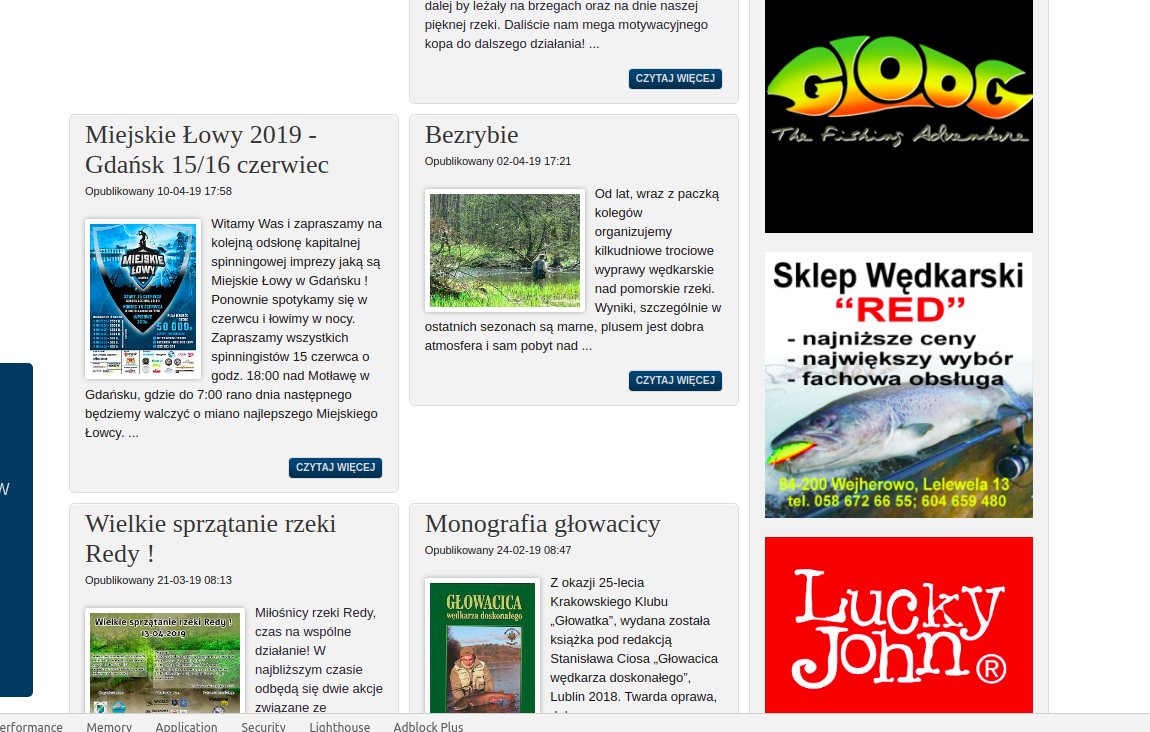 dalej by leżały na brzegach oraz na dnie naszej
pięknej rzeki. Daliście nam mega motywacyjnego
kopa do dalszego działania! ...
CZYTAJ WIĘCEJ
Miejskie Łowy 2019 -
Gdańsk 15/16 czerwiec
Opublikowany 10-04-19 17:58
MIEJSKIE
ŁOWY
50 000
Witamy Was i zapraszamy na
kolejną odsłonę kapitalnej
spinningowej imprezy jaką są
Miejskie Łowy w Gdańsku !
Ponownie spotykamy się w
czerwcu i łowimy w nocy.
Zapraszamy wszystkich
spinningistów 15 czerwca o
godz. 18:00 nad Motławę w
Gdańsku, gdzie do 7:00 rano dnia następnego
będziemy walczyć o miano najlepszego Miejskiego
Łowcy. ...
CZYTAJ WIĘCEJ
Bezrybie
Opublikowany 02-04-19 17:21
Od lat, wraz z paczką
kolegów
organizujemy
kilkudniowe trociowe
wyprawy wędkarskie
nad pomorskie rzeki.
Wyniki, szczególnie w
ostatnich sezonach są marne, plusem jest dobra
atmosfera i sam pobyt nad ...
CZYTAJ WIĘCEJ
Wielkie sprzątanie rzeki
Redy !
Opublikowany 21-03-19 08:13
Wielkie sprzątanie rzeki Redy !
13.04.2019
Miłośnicy rzeki Redy,
czas na wspólne
działanie! W
najbliższym czasie
odbędą się dwie akcje
związane ze
Monografia głowacicy
Opublikowany 24-02-19 08:47
GŁOWACICA
wędkarza doskonałego
Z okazji 25-lecia
Krakowskiego Klubu
„Głowatka”, wydana została
książka pod redakcją
Stanisława Ciosa „Głowacica
wędkarza doskonałego”,
Lublin 2018. Twarda oprawa,
GLOOG
The Fishing Adventure
Sklep Wędkarski
“RED”
- najniższe ceny
- największy wybór
- fachowa obsługa
84-200 Wejherowo, Lelewela 13
tel. 058 672 66 55; 604 659 480
Lucky
John ®
w
erformance Memory Application Security Lighthouse Adblock Plus